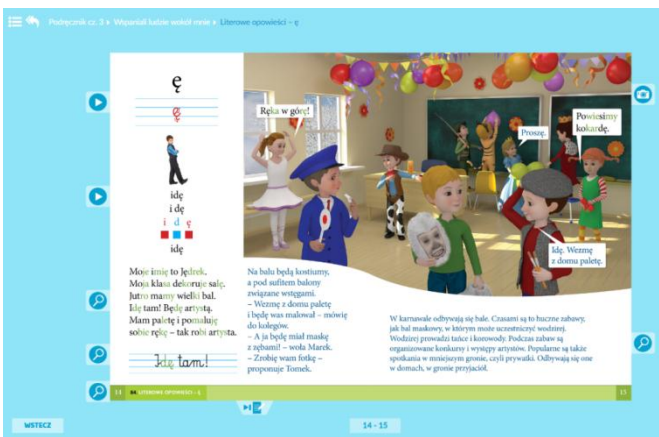 Podręcznik cz. 3 ▸ Wspaniali ludzie wokół mnie ▸ Literowe opowieści – ę
ę
ę
idę
i dę
i d ę
idę
Moje imię to Jędrek.
Moja klasa dekoruje salę.
Jutro mamy wielki bal.
Idę tam! Będę artystą.
Mam paletę i pomaluję
sobie rękę – tak robi artysta.
Idę tam!
Ręka w górę!
Proszę.
Powiesimy
kokardę.
Idę. Wezmę
z domu paletę.
Na balu będą kostiumy,
a pod sufitem balony
związane wstęgami.
– Wezmę z domu paletę
i będę was malował – mówię
do kolegów.
– A ja będę miał maskę
z zębami! – woła Marek.
– Zrobię wam fotkę –
proponuje Tomek.
W karnawale odbywają się bale. Czasami są to huczne zabawy,
jak bal maskowy, w którym może uczestniczyć wodzirej.
Wodzirej prowadzi tańce i korowody. Podczas zabaw są
organizowane konkursy i występy artystów. Popularne są także
spotkania w mniejszym gronie, czyli prywatki. Odbywają się one
w domach, w gronie przyjaciół.
14 44. LITEROWE OPOWIEŚCI – Ę
15
WSTECZ
14 - 15